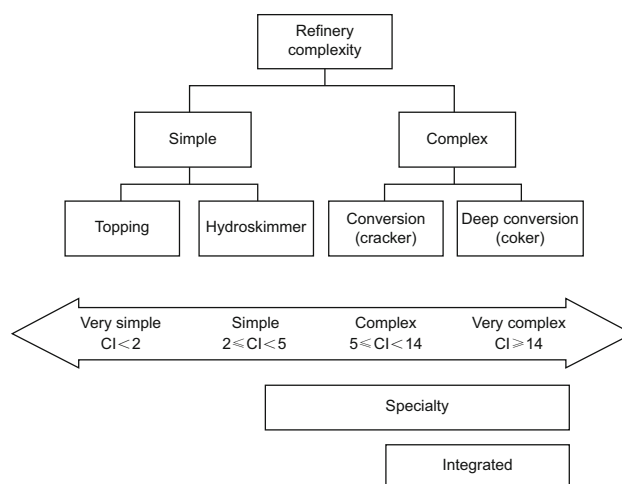 Refinery
complexity
Simple
Complex
Topping
Hydroskimmer
Conversion
(cracker)
Deep conversion
(coker)
Very simple
CI<2
Simple
2⩽CI<5
Complex
5⩽CI<14
Very complex
CI⩾14
Specialty
Integrated